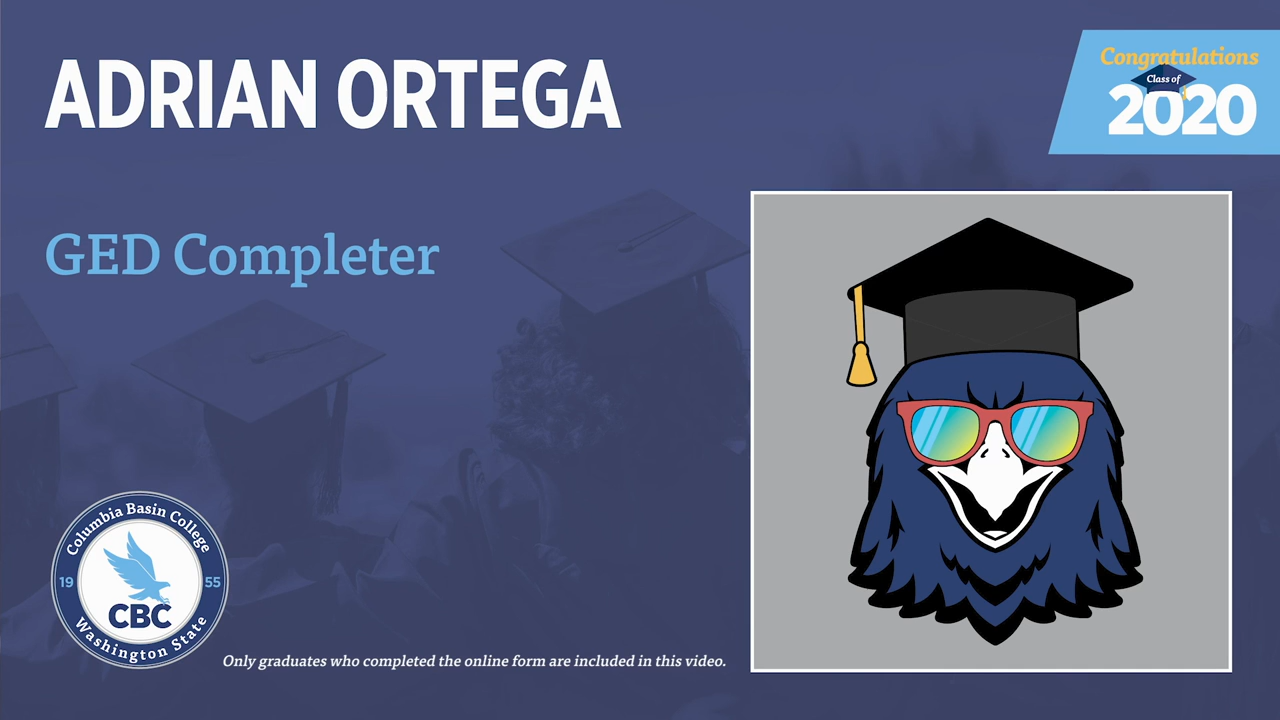 ADRIAN ORTEGA
Congratulations
Class of
2020
GED Completer
Columbia Basin College
19 55
CBC
Washington State
Only graduates who completed the online form are included in this video.